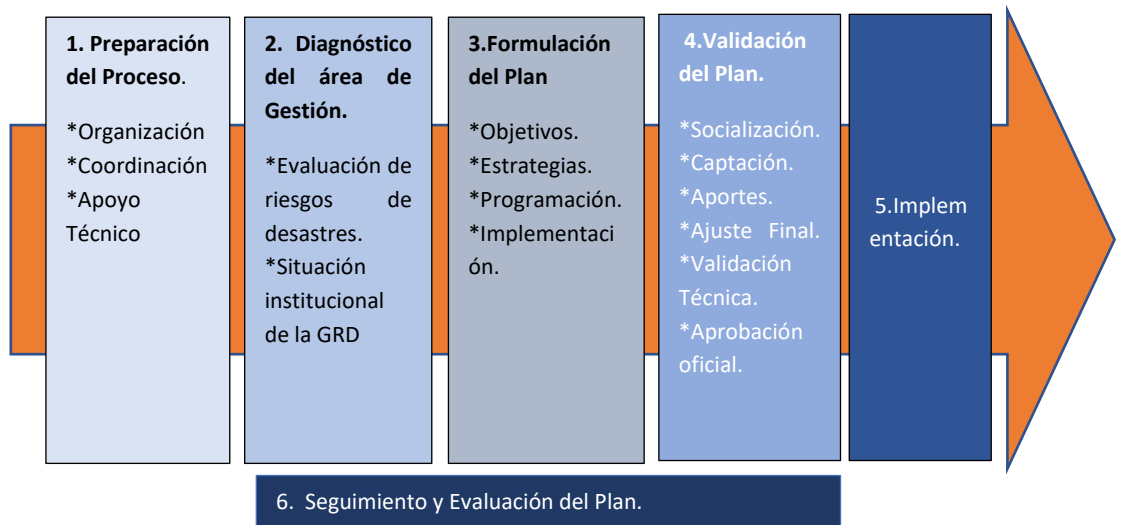 1. Preparación
del Proceso.
*Organización
*Coordinación
*Apoyo
Técnico
2. Diagnóstico
del área de
Gestión.
*Evaluación de
riesgos de
desastres.
*Situación
institucional
de la GRD
3.Formulación
del Plan
*Objetivos.
*Estrategias.
*Programación.
*Implementaci
ón.
4.Validación
del Plan.
*Socialización.
*Captación.
*Aportes.
*Ajuste Final.
*Validación
Técnica.
*Aprobación
oficial.
5.Implem
entación.
6. Seguimiento y Evaluación del Plan.